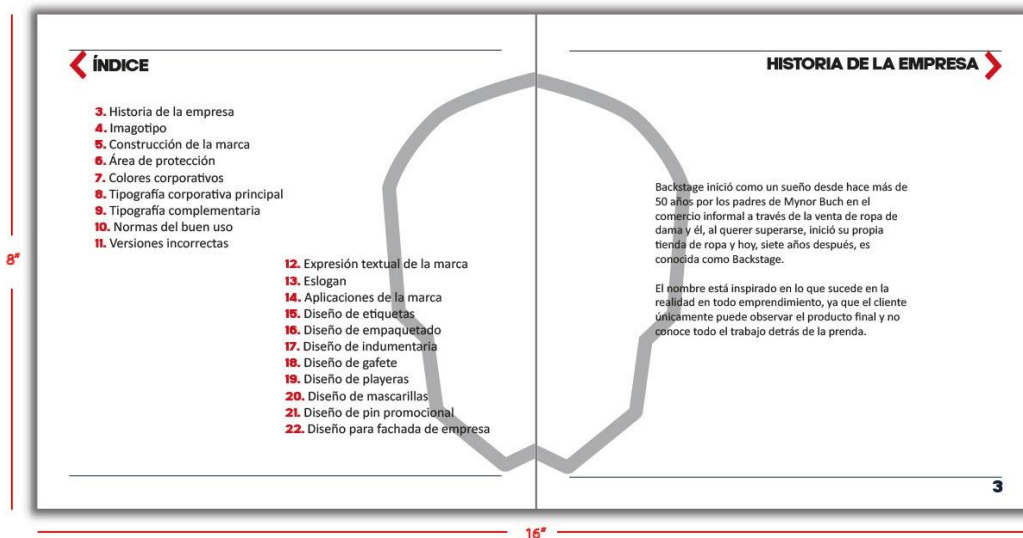 ÍNDICE
3. Historia de la empresa
4. Imagotipo
5. Construcción de la marca
6. Área de protección
7. Colores corporativos
8. Tipografía corporativa principal
9. Tipografía complementaria
10. Normas del buen uso
11. Versiones incorrectas
12. Expresión textual de la marca
13. Eslogan
14. Aplicaciones de la marca
15. Diseño de etiquetas
16. Diseño de empaquetado
17. Diseño de indumentaria
18. Diseño de gafete
19. Diseño de playeras
20. Diseño de mascarillas
21. Diseño de pin promocional
22. Diseño para fachada de empresa
HISTORIA DE LA EMPRESA
Backstage inició como un sueño desde hace más de
50 años por los padres de Mynor Buch en el
comercio informal a través de la venta de ropa de
dama y él, al querer superarse, inició su propia
tienda de ropa y hoy, siete años después, es
conocida como Backstage.
El nombre está inspirado en lo que sucede en la
realidad en todo emprendimiento, ya que el cliente
únicamente puede observar el producto final y no
conoce todo el trabajo detrás de la prenda.
3
8"
16"